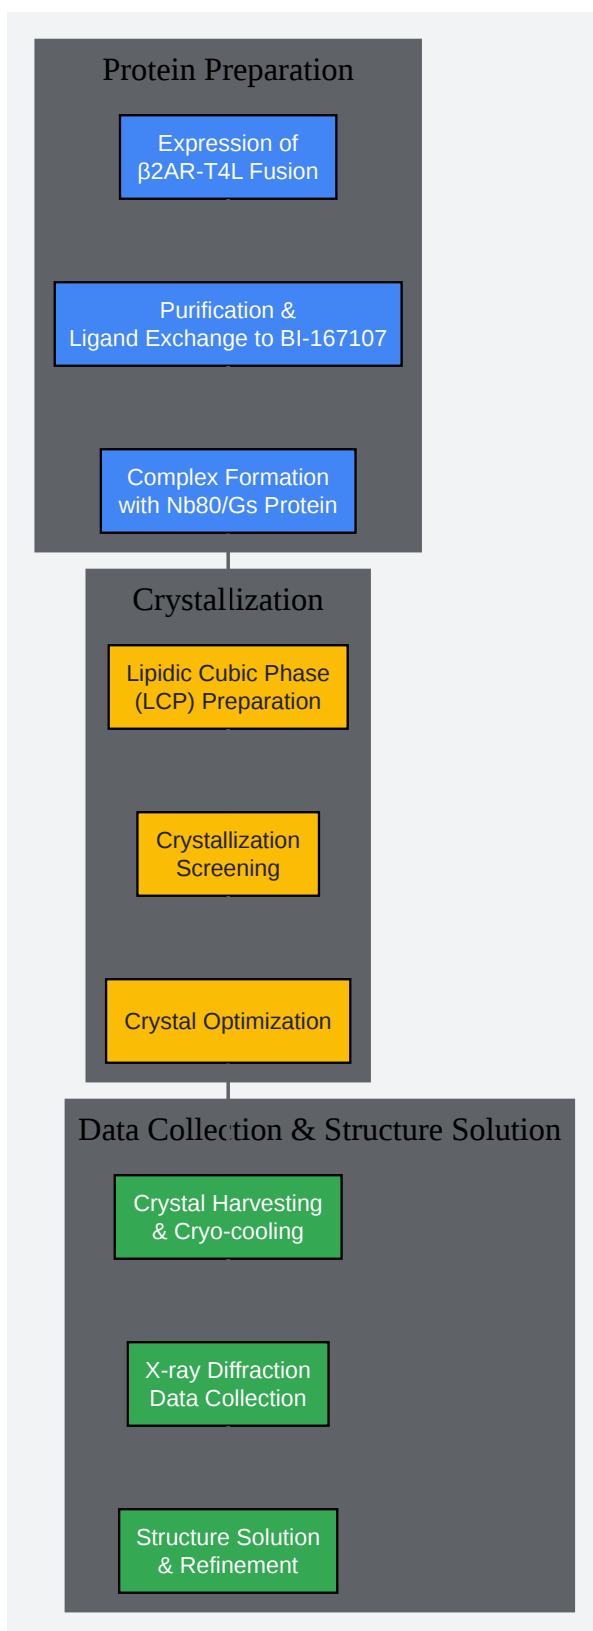 Protein Preparation
Expression of
β2AR-T4L Fusion
Purification &
Ligand Exchange to BI-167107
Complex Formation
with Nb80/Gs Protein
Crystallization
Lipidic Cubic Phase
(LCP) Preparation
Crystallization
Screening
Crystal Optimization
Data Collection & Structure Solution
Crystal Harvesting
& Cryo-cooling
X-ray Diffraction
Data Collection
Structure Solution
& Refinement